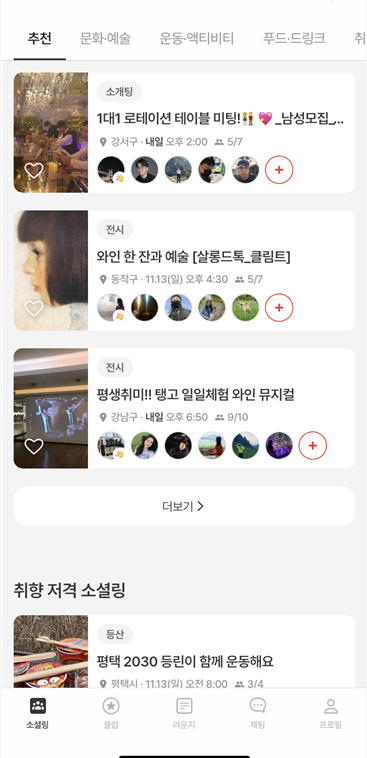 추천 문화·예술 운동·액티비티 푸드·드링크 취
소개팅
1대1 로테이션 테이블 미팅!👫💖 _남성모집_...
강서구 · 내일 오후 2:00 5/7
전시
와인 한 잔과 예술 [살롱드톡_클림트]
동작구 · 11.13(일) 오후 4:30 5/7
전시
평생취미!! 탱고 일일체험 와인 뮤지컬
강남구 · 내일 오후 6:50 9/10
더보기 >
취향 저격 소셜링
등산
평택 2030 등린이 함께 운동해요
평택시 · 11.13(일) 오전 8:00 3/4
소셜링 클럽 라운지 채팅 프로필